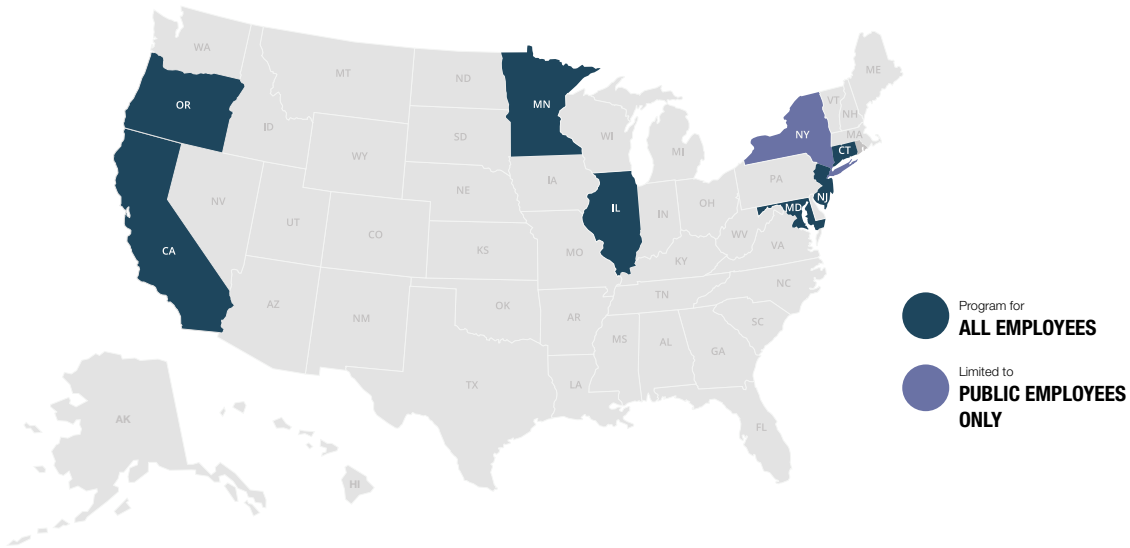 WA
ME
MT
ND
VT
MN
OR
NH
NY
MA
ID
SD
WI
CT
MI
WY
PA
IA
NE
NJ
NV
OH
MD
IL
IN
UT
CO
WV
VA
CA
KS
MO
KY
NC
TN
AZ
OK
NM
AR
SC
MS
AL
GA
TX
LA
AK
FL
HI
Program for
ALL EMPLOYEES
Limited to
PUBLIC EMPLOYEES
ONLY